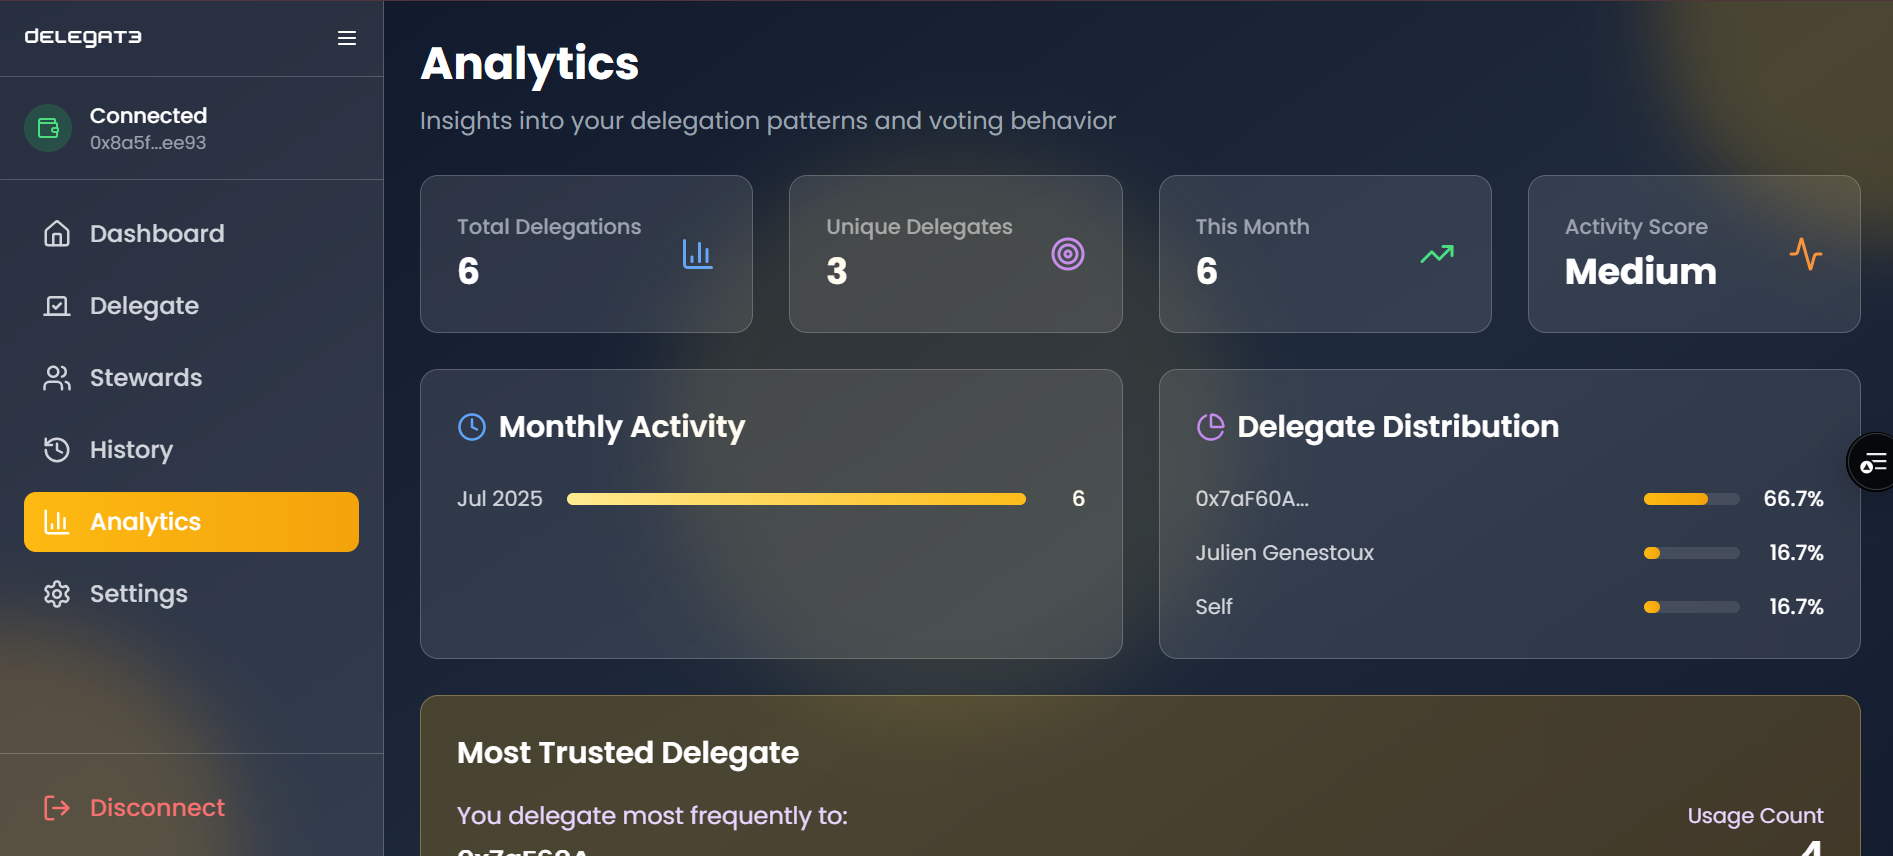 DELEGAT3
Connected
0x8a5f...ee93
Dashboard
Delegate
Stewards
History
Analytics
Settings
Disconnect
Analytics
Insights into your delegation patterns and voting behavior
Total Delegations
6
Unique Delegates
3
This Month
6
Activity Score
Medium
Monthly Activity
Jul 2025 6
Delegate Distribution
0x7aF60A... 66.7%
Julien Genestoux 16.7%
Self 16.7%
Most Trusted Delegate
You delegate most frequently to:
0x7aF60A...
Usage Count
4